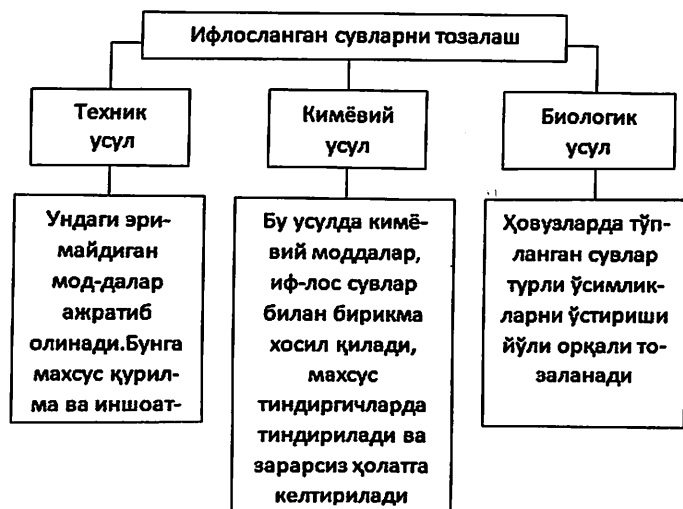 Ифлосланган сувларни тозалаш
Техник
усул
Кимёвий
усул
Биологик
усул
Ундаги эри-
майдиган
мод-далар
ажратиб
олинади.Бунга
махсус қурил-
ма ва иншоат-
Бу усулда кимё-
вий моддалар,
иф-лос сувлар
билан бирикма
хосил қилади,
махсус
тиндиргичларда
тиндирилади ва
зарарсиз ҳолатга
келтирилади
Ҳовузларда тўп-
ланган сувлар
турли ўсимлик-
ларни ўстириши
йўли орқали то-
заланади